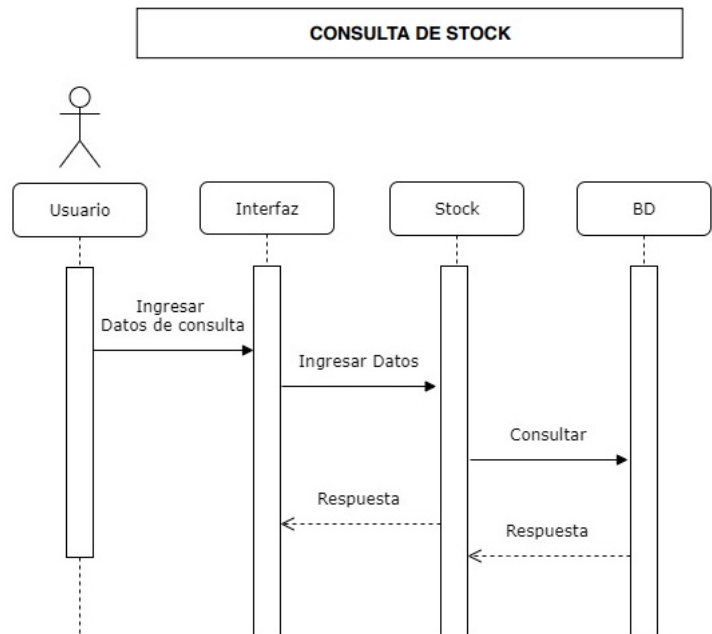 CONSULTA DE STOCK
Usuario
Interfaz
Stock
BD
Ingresar
Datos de consulta
Ingresar Datos
Consultar
Respuesta
Respuesta